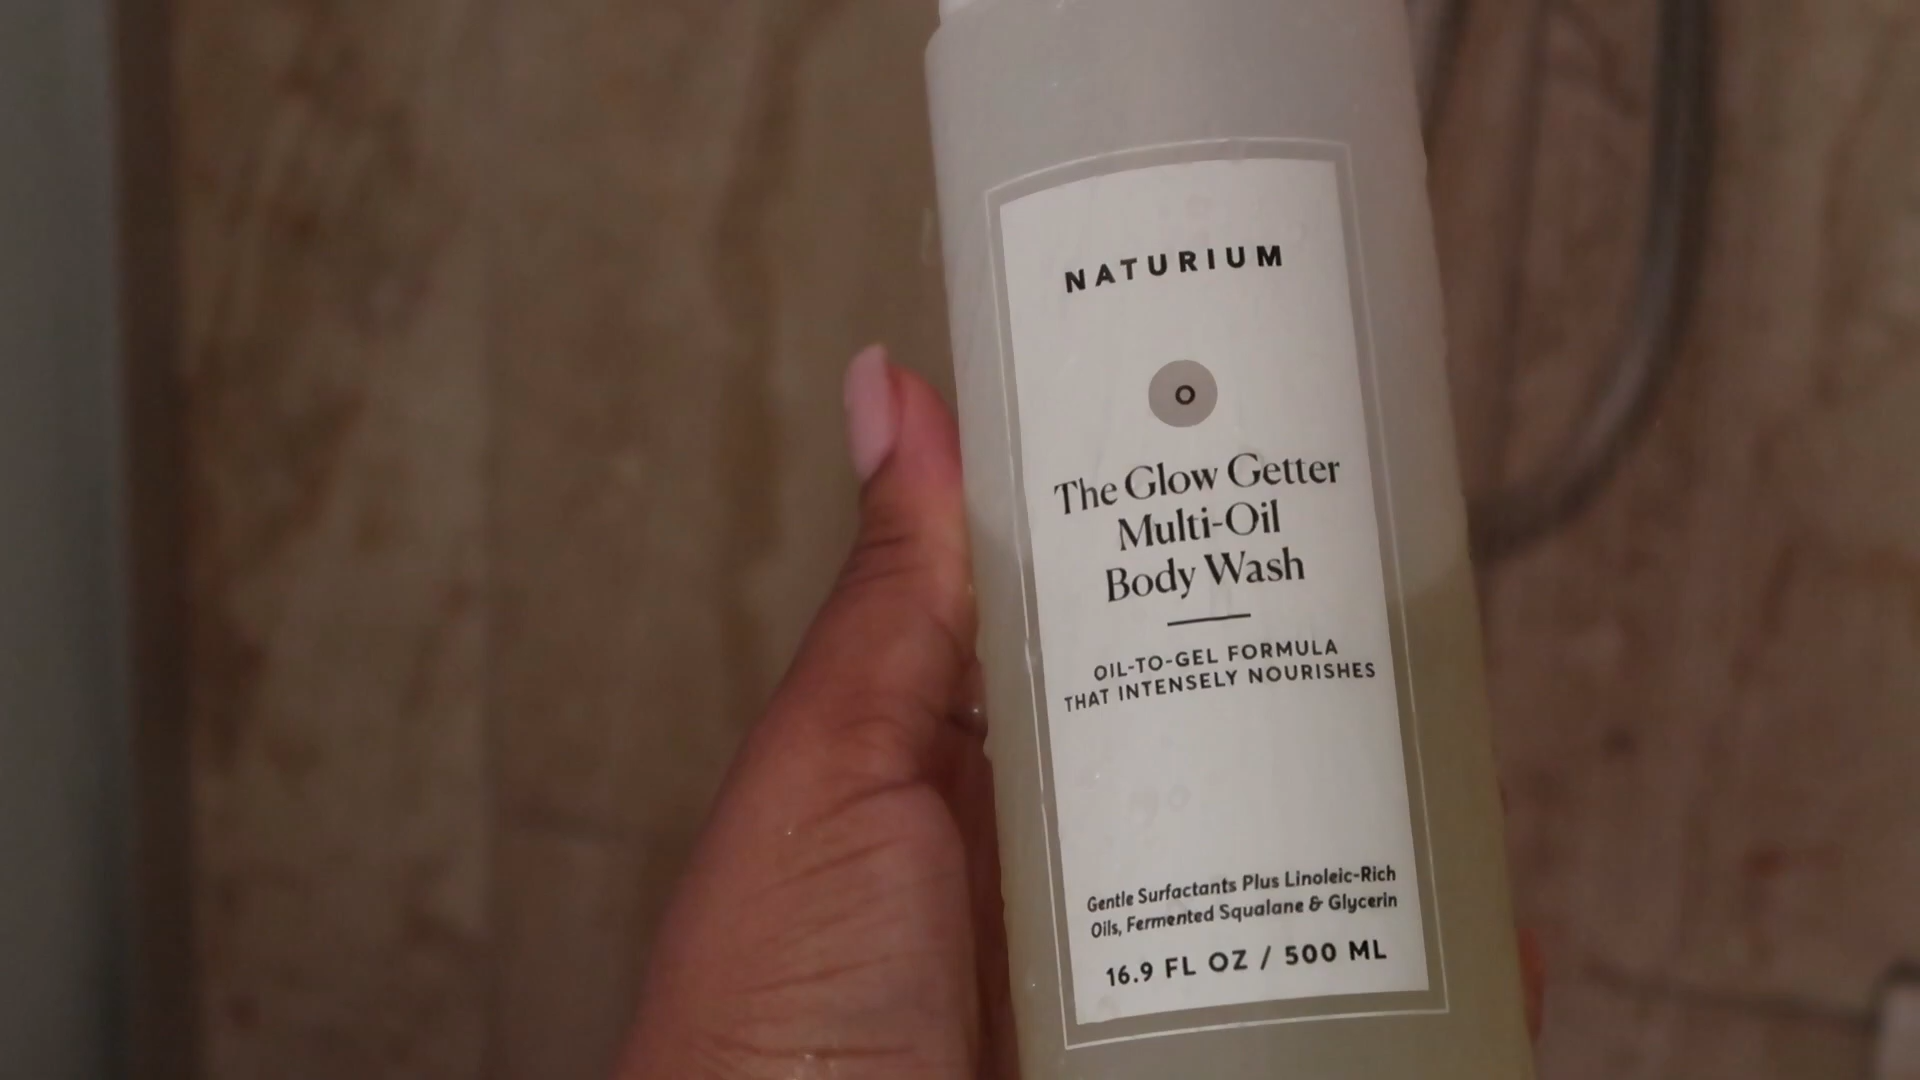 NATURIUM
O
The Glow Getter
Multi-Oil
Body Wash
OIL-TO-GEL FORMULA
THAT INTENSELY NOURISHES
Gentle Surfactants Plus Linoleic-Rich
Oils, Fermented Squalane & Glycerin
16.9 FL OZ / 500 ML